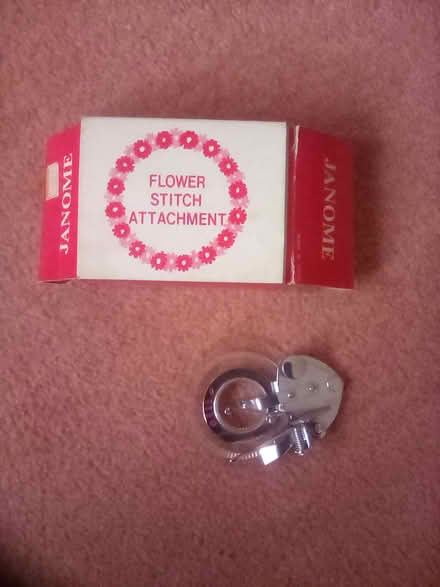 JANOME
FLOWER
STITCH
ATTACHMENT
JANOME